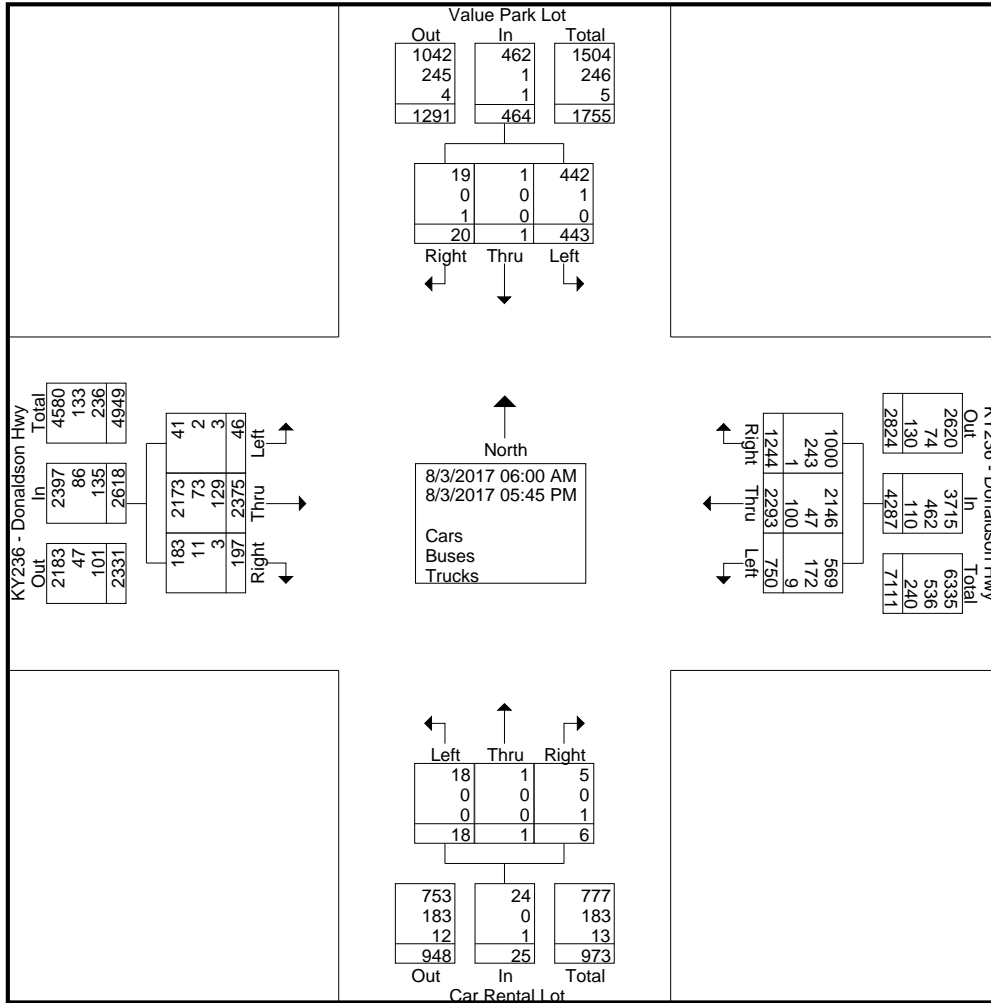 Value Park Lot
Out In Total
1042 462 1504
245 1 246
4 1 5
1291 464 1755
19 1 442
0 0 1
1 0 0
20 1 443
Right Thru Left
KY236 - Donaldson Hwy
Total
4580
133
236
4949
In
2397
86
135
2618
Out
2183
47
101
2331
Left
41
2
3
46
Thru
2173
73
129
2375
Right
183
11
3
197
North
8/3/2017 06:00 AM
8/3/2017 05:45 PM
Cars
Buses
Trucks
Right
1000
243
1
1244
Thru
2146
47
100
2293
Left
569
172
9
750
KY236 - Donaldson Hwy
Out
2620
74
130
2824
In
3715
462
110
4287
Total
6335
536
240
7111
Left Thru Right
18 1 5
0 0 0
0 0 1
18 1 6
753 24 777
183 0 183
12 1 13
948 25 973
Out In Total
Car Rental Lot